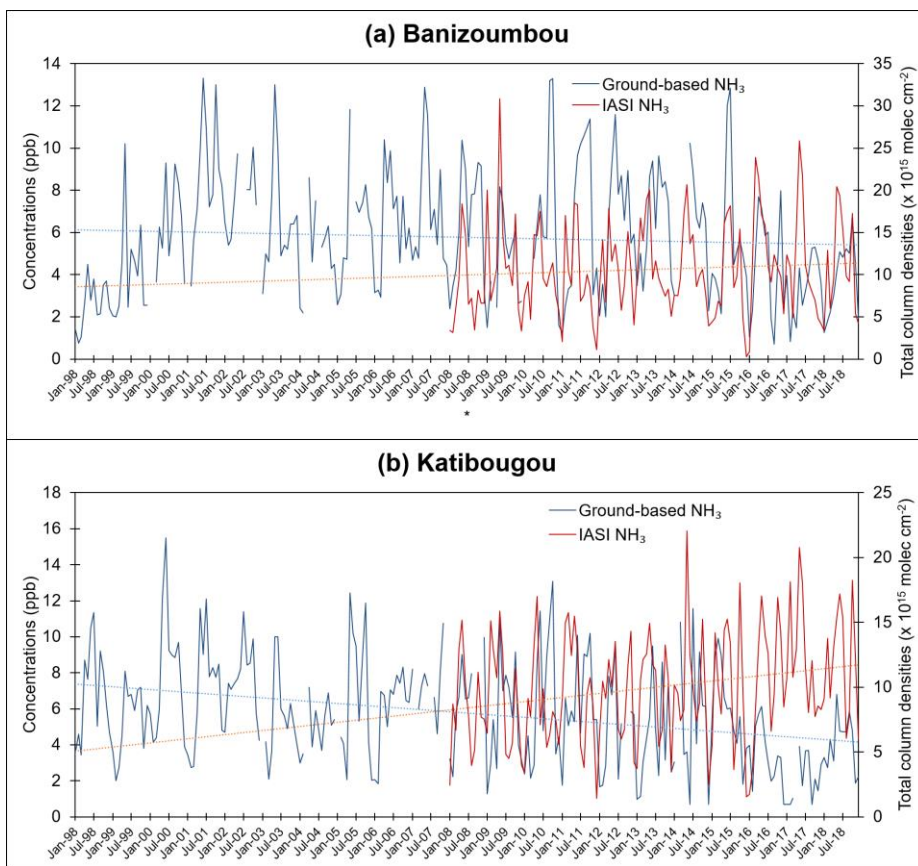 (a) Banizoumbou
14 35
12 30
10 25
8 20
6 15
4 10
2 5
0 0
Concentrations (ppb)
Total column densities (x 10¹⁵ molec cm⁻²)
Ground-based NH₃
IASI NH₃
Jan-98 Jul-98 Jan-99 Jul-99 Jan-00 Jul-00 Jan-01 Jul-01 Jan-02 Jul-02 Jan-03 Jul-03 Jan-04 Jul-04 Jan-05 Jul-05 Jan-06 Jul-06 Jan-07 Jul-07 Jan-08 Jul-08 Jan-09 Jul-09 Jan-10 Jul-10 Jan-11 Jul-11 Jan-12 Jul-12 Jan-13 Jul-13 Jan-14 Jul-14 Jan-15 Jul-15 Jan-16 Jul-16 Jan-17 Jul-17 Jan-18 Jul-18
*
(b) Katibougou
18 25
16
14 20
12
10 15
8 10
6
4 5
2
0 0
Concentrations (ppb)
Total column densities (x 10¹⁵ molec cm⁻²)
Ground-based NH₃
IASI NH₃
Jan-98 Jul-98 Jan-99 Jul-99 Jan-00 Jul-00 Jan-01 Jul-01 Jan-02 Jul-02 Jan-03 Jul-03 Jan-04 Jul-04 Jan-05 Jul-05 Jan-06 Jul-06 Jan-07 Jul-07 Jan-08 Jul-08 Jan-09 Jul-09 Jan-10 Jul-10 Jan-11 Jul-11 Jan-12 Jul-12 Jan-13 Jul-13 Jan-14 Jul-14 Jan-15 Jul-15 Jan-16 Jul-16 Jan-17 Jul-17 Jan-18 Jul-18